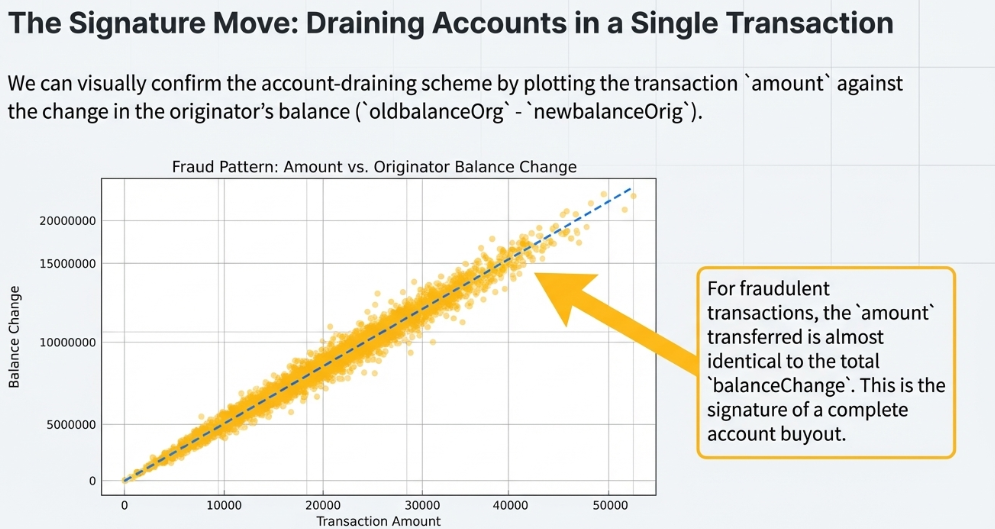 The Signature Move: Draining Accounts in a Single Transaction
We can visually confirm the account-draining scheme by plotting the transaction `amount` against
the change in the originator's balance (`oldbalanceOrg` - `newbalanceOrig`).
Fraud Pattern: Amount vs. Originator Balance Change
20000000
15000000
10000000
5000000
0
Balance Change
0 10000 20000 30000 40000 50000
Transaction Amount
For fraudulent
transactions, the `amount`
transferred is almost
identical to the total
`balanceChange`. This is the
signature of a complete
account buyout.